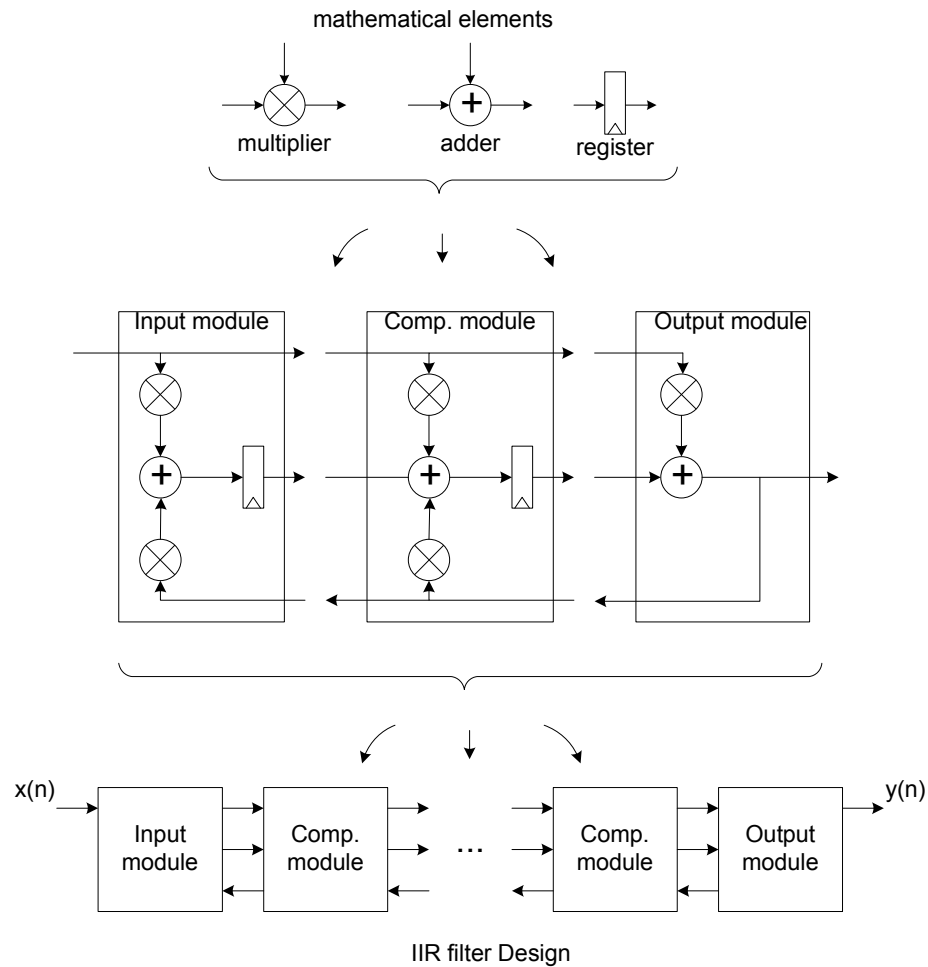 mathematical elements
+
multiplier
adder
register
Input module
Comp. module
Output module
+
+
+
x(n)
y(n)
Input
module
Comp.
module
...
Comp.
module
Output
module
IIR filter Design